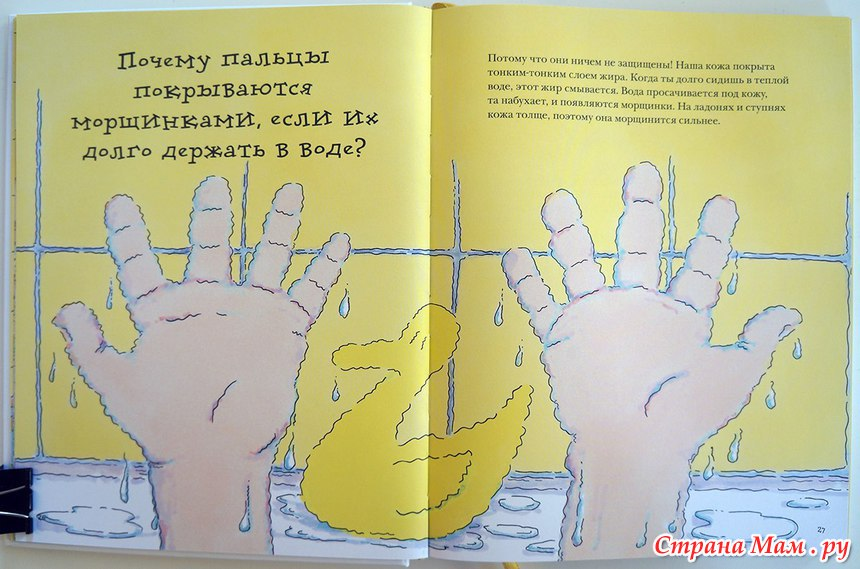 Почему пальцы
покрываются
морщинками, если их
долго держать в воде?
Потому что они ничем не защищены! Наша кожа покрыта
тонким-тонким слоем жира. Когда ты долго сидишь в теплой
воде, этот жир смывается. Вода просачивается под кожу,
та набухает, и появляются морщинки. На ладонях и ступнях
кожа толще, поэтому она морщинится сильнее.
27
Страна Мам.ру